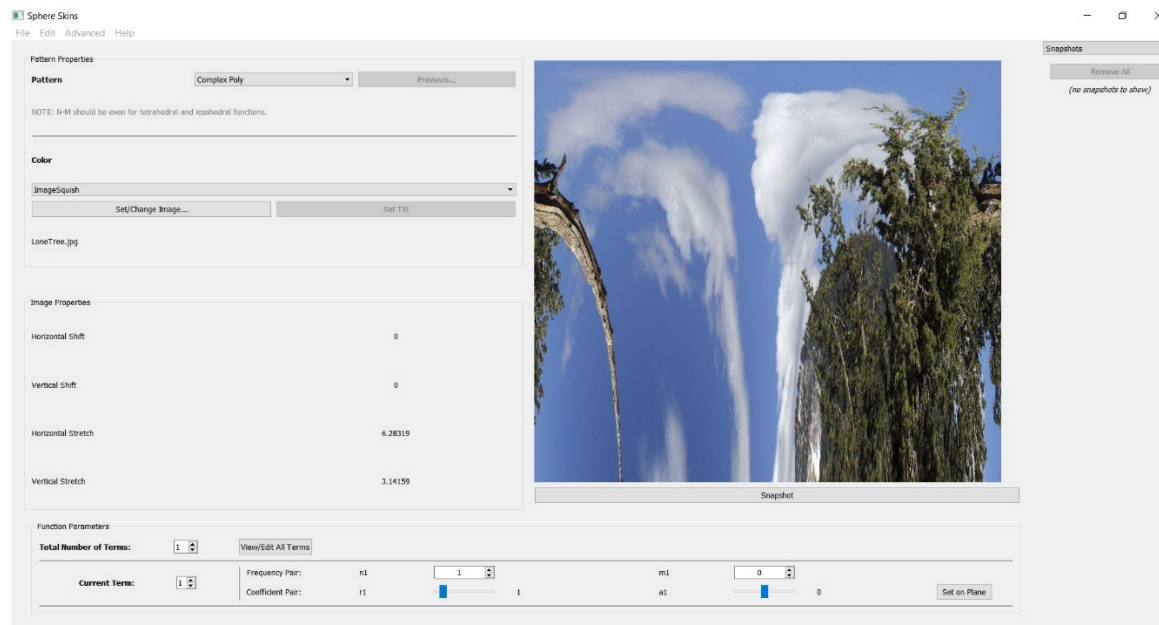 Sphere Skins
File Edit Advanced Help
Pattern Properties
Pattern Complex Poly Previews...
NOTE: N-M should be even for tetrahedral and icoshedral functions.
Color
ImageSquish
Set/Change Image... Set Tilt
LoneTree.jpg
Image Properties
Horizontal Shift 0
Vertical Shift 0
Horizontal Stretch 6.28319
Vertical Stretch 3.14159
Snapshot
Snapshots
Remove All
(no snapshots to show)
Function Parameters
Total Number of Terms: 1 View/Edit All Terms
Current Term: 1
Frequency Pair: n1 1 m1 0
Coefficient Pair: r1 1 a1 0 Set on Plane